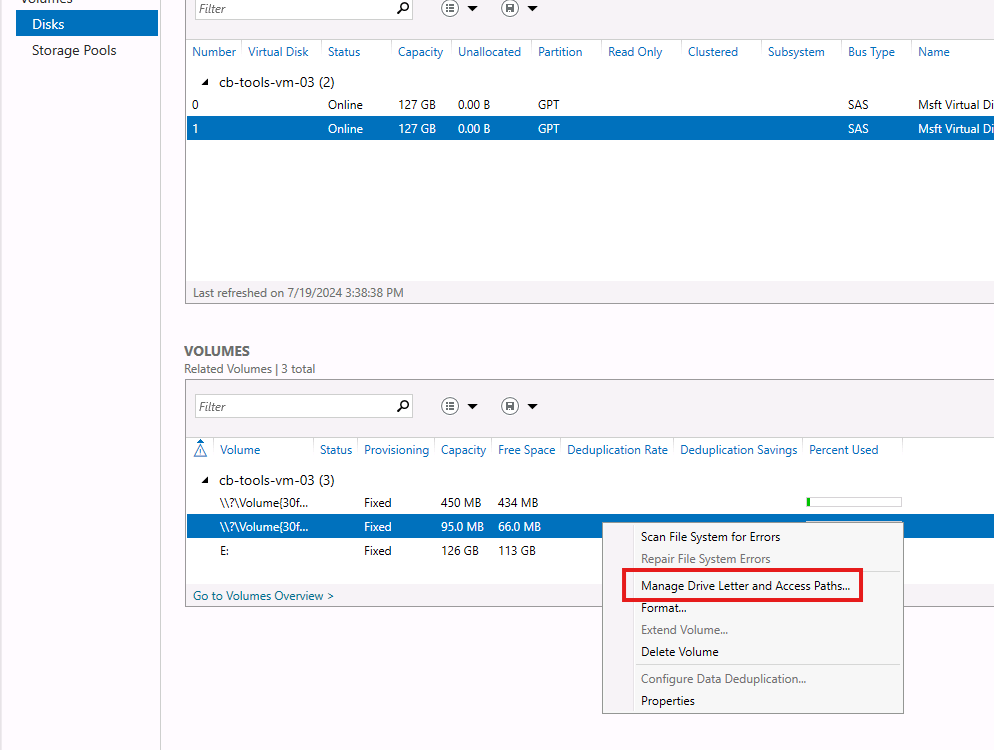 Volumes
Disks
Storage Pools
Filter
Number Virtual Disk Status Capacity Unallocated Partition Read Only Clustered Subsystem Bus Type Name
cb-tools-vm-03 (2)
0 Online 127 GB 0.00 B GPT SAS Msft Virtual Di
1 Online 127 GB 0.00 B GPT SAS Msft Virtual Di
Last refreshed on 7/19/2024 3:38:38 PM
VOLUMES
Related Volumes | 3 total
Filter
Volume Status Provisioning Capacity Free Space Deduplication Rate Deduplication Savings Percent Used
cb-tools-vm-03 (3)
\\?\Volume{30f... Fixed 450 MB 434 MB
\\?\Volume{30f... Fixed 95.0 MB 66.0 MB
E: Fixed 126 GB 113 GB
Go to Volumes Overview >
Scan File System for Errors
Repair File System Errors
Manage Drive Letter and Access Paths...
Format...
Extend Volume...
Delete Volume
Configure Data Deduplication...
Properties